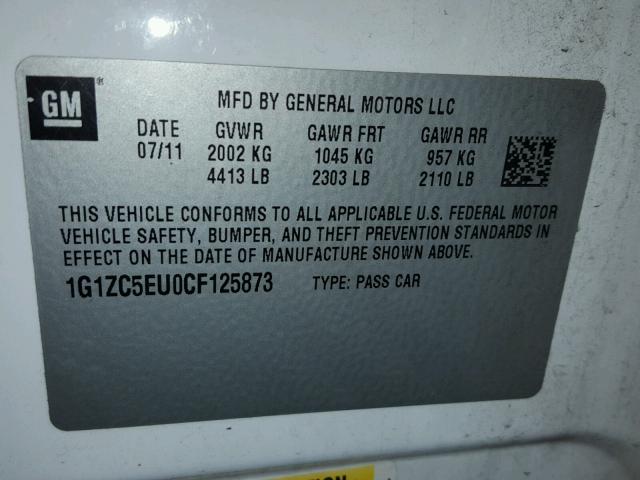 GM ®
MFD BY GENERAL MOTORS LLC
DATE GVWR GAWR FRT GAWR RR
07/11 2002 KG 1045 KG 957 KG
4413 LB 2303 LB 2110 LB
THIS VEHICLE CONFORMS TO ALL APPLICABLE U.S. FEDERAL MOTOR
VEHICLE SAFETY, BUMPER, AND THEFT PREVENTION STANDARDS IN
EFFECT ON THE DATE OF MANUFACTURE SHOWN ABOVE.
1G1ZC5EU0CF125873 TYPE: PASS CAR